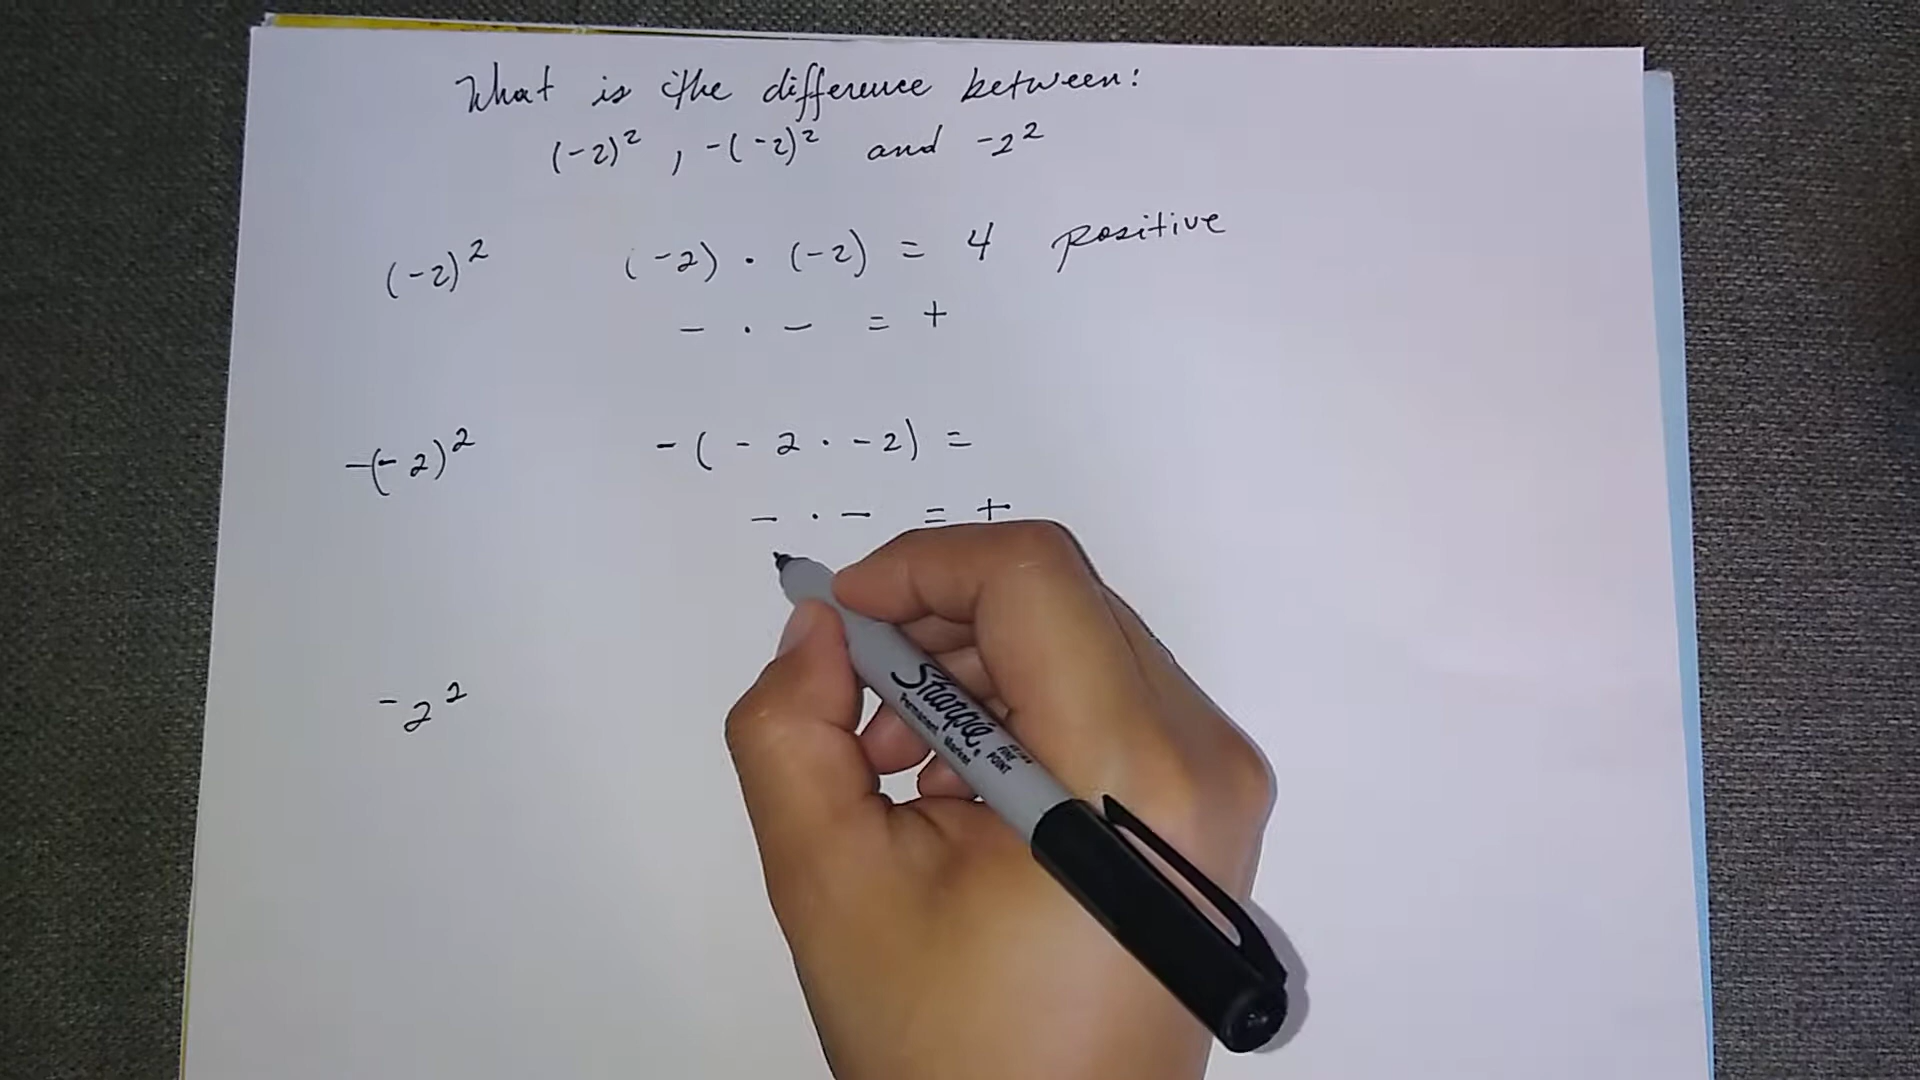 What is the difference between:
(-2)², -(-2)² and -2²
(-2)² (-2) · (-2) = 4 positive
- · - = +
-(-2)² -(-2 · -2) =
- · - = +
-2²
Sharpie.
Permanent Marker
FINE
POINT